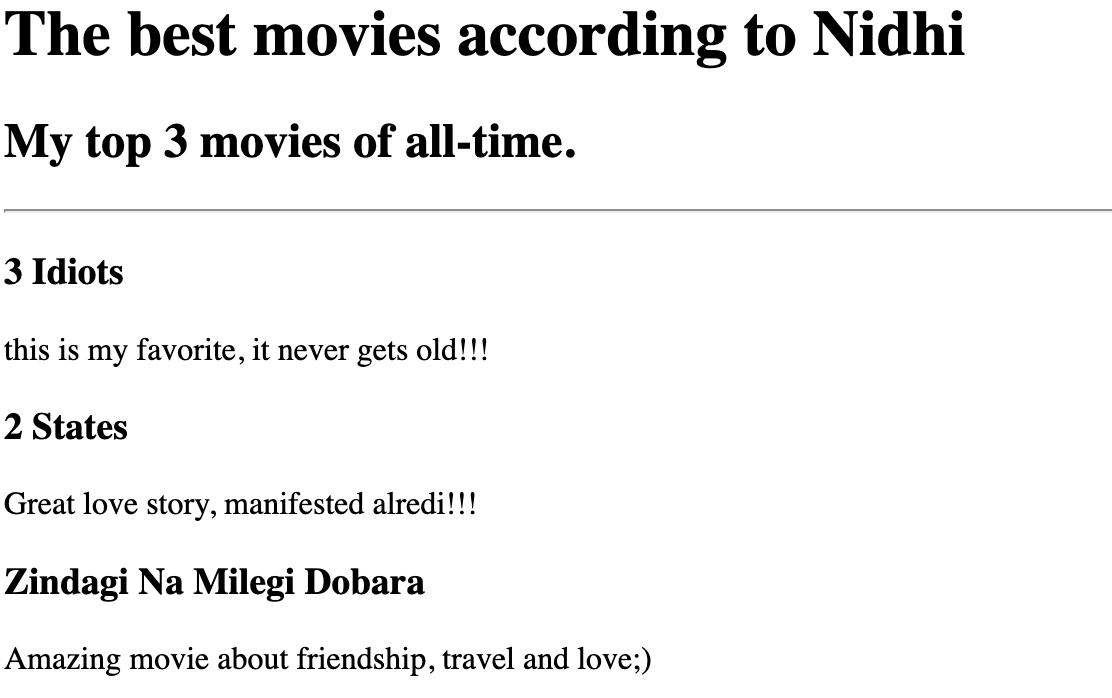 The best movies according to Nidhi
My top 3 movies of all-time.
3 Idiots
this is my favorite, it never gets old!!!
2 States
Great love story, manifested alredi!!!
Zindagi Na Milegi Dobara
Amazing movie about friendship, travel and love;)